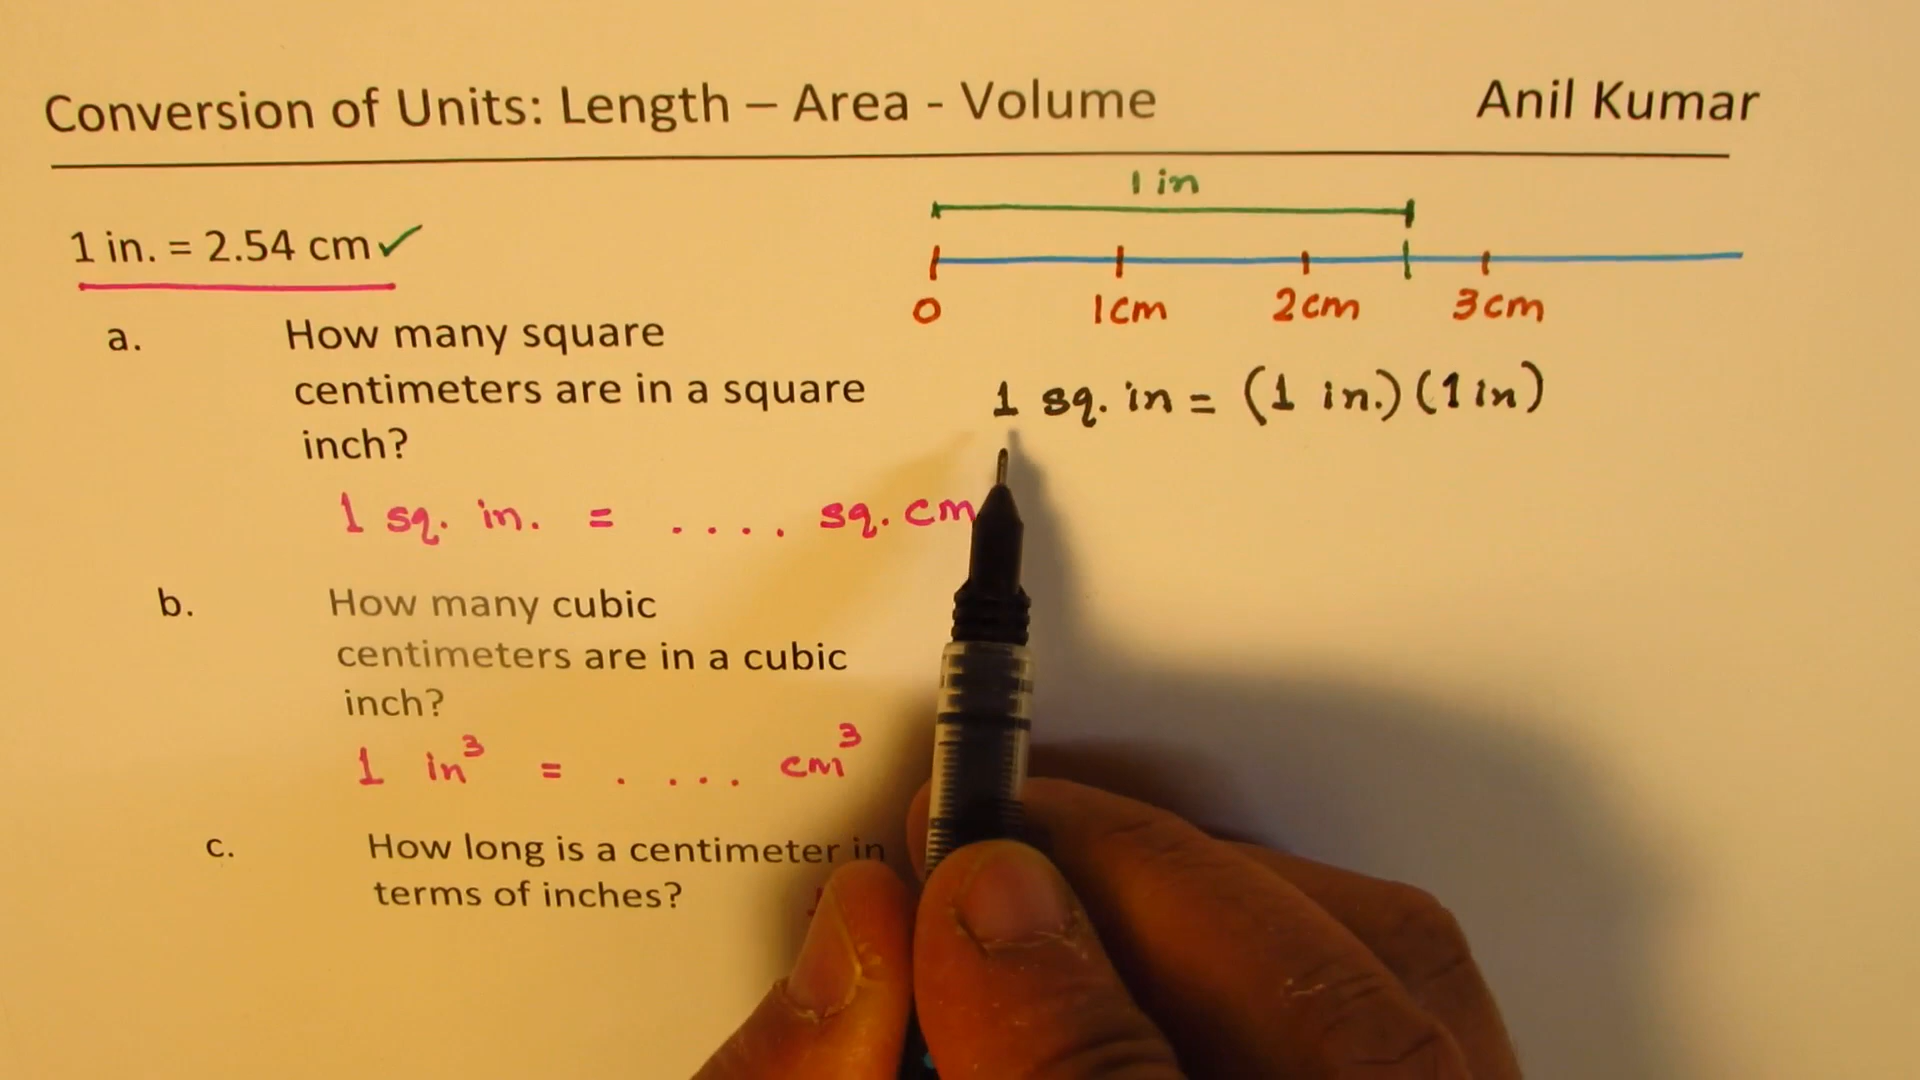 Conversion of Units: Length – Area - Volume Anil Kumar
1 in
1 in. = 2.54 cm ✓
0 1cm 2cm 3cm
a. How many square
centimeters are in a square
inch?
1 sq. in = (1 in.) (1 in)
1 sq. in. = .... sq. cm
b. How many cubic
centimeters are in a cubic
inch?
1 in³ = . ... cm³
c. How long is a centimeter in
terms of inches?